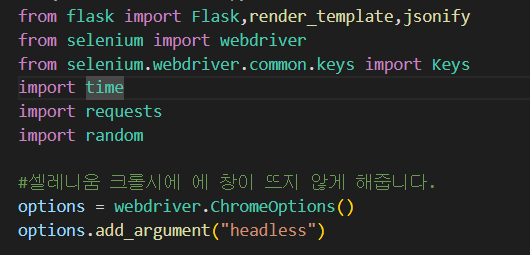 from flask import Flask,render_template,jsonify
from selenium import webdriver
from selenium.webdriver.common.keys import Keys
import time
import requests
import random
#셀레니움 크롤시에 에 창이 뜨지 않게 해줍니다.
options = webdriver.ChromeOptions()
options.add_argument("headless")